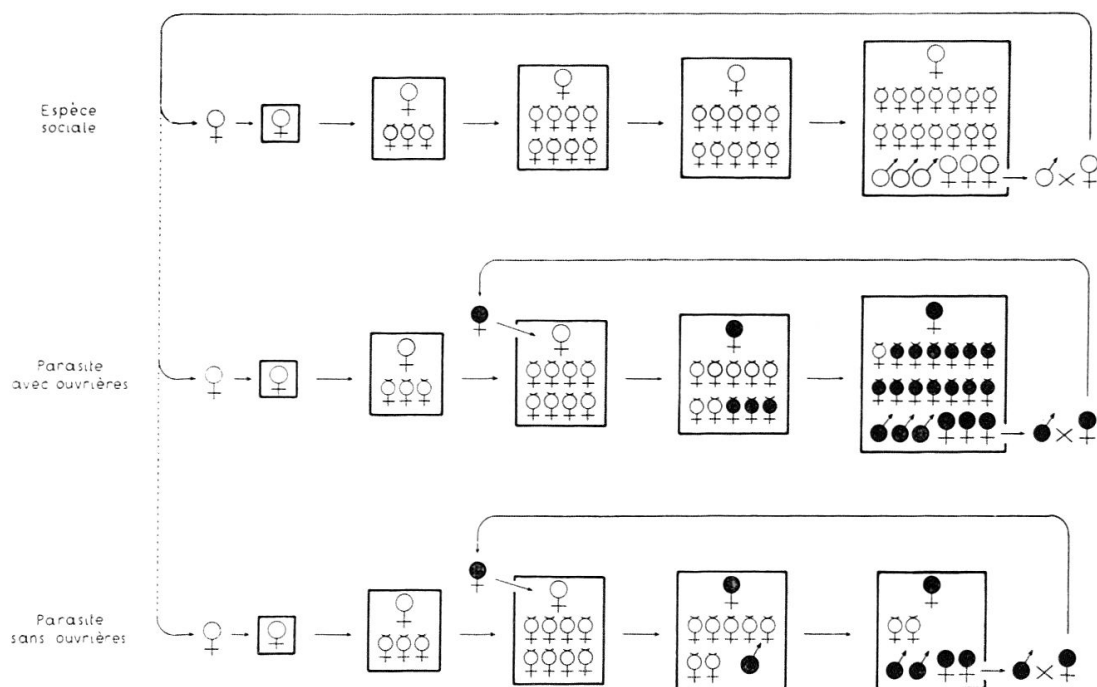 Espèce
sociale
Parasite
avec ouvrières
Parasite
sans ouvrières